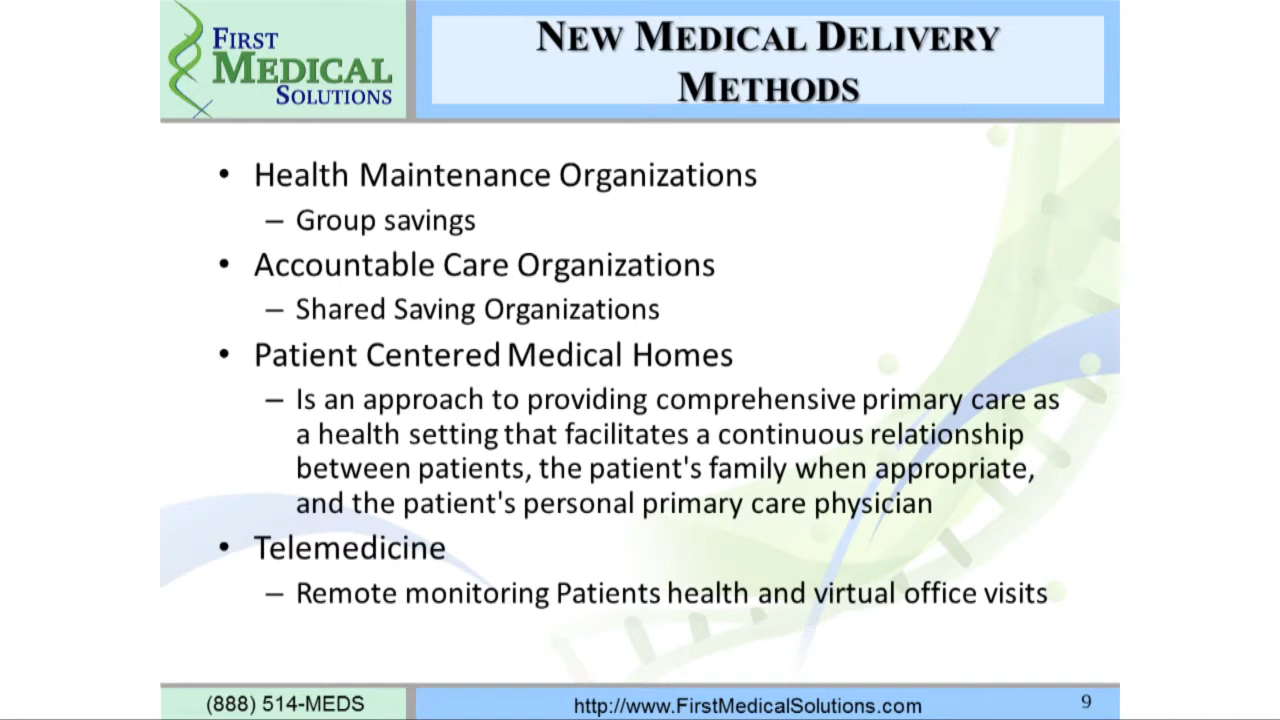 FIRST
MEDICAL
SOLUTIONS
NEW MEDICAL DELIVERY
METHODS
• Health Maintenance Organizations
– Group savings
• Accountable Care Organizations
– Shared Saving Organizations
• Patient Centered Medical Homes
– Is an approach to providing comprehensive primary care as
a health setting that facilitates a continuous relationship
between patients, the patient's family when appropriate,
and the patient's personal primary care physician
• Telemedicine
– Remote monitoring Patients health and virtual office visits
(888) 514-MEDS
http://www.FirstMedicalSolutions.com
9